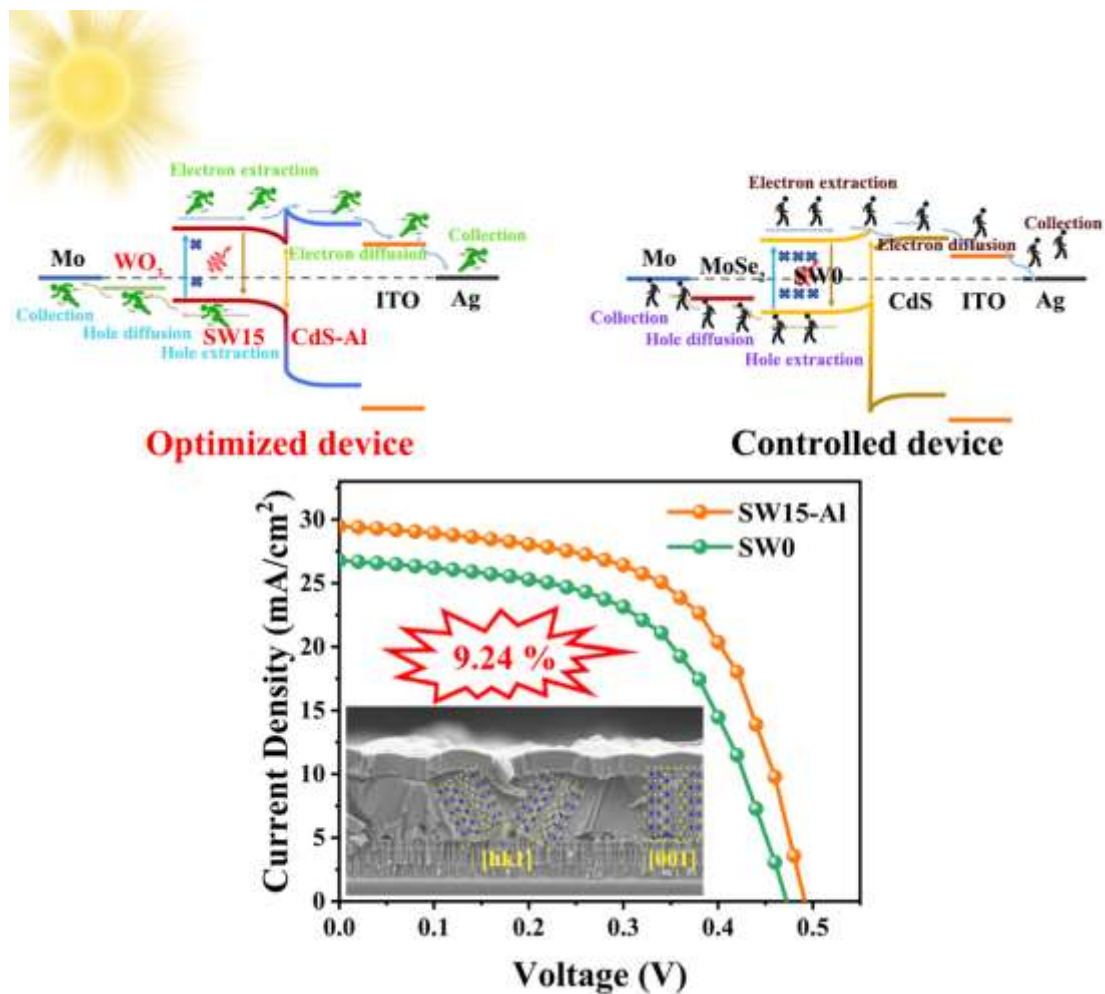 Electron extraction
Electron extraction
Collection
Collection
Electron diffusion
Electron diffusion
Mo
WO₂
Mo
MoSe₂
SW0
ITO
Ag
CdS
ITO
Ag
Collection
Hole diffusion
SW15
CdS-Al
Hole extraction
Collection
Hole diffusion
Hole extraction
Optimized device
Controlled device
30
25
20
15
10
5
0
Current Density (mA/cm²)
SW15-Al
SW0
9.24 %
[hk1]
[001]
0.0 0.1 0.2 0.3 0.4 0.5
Voltage (V)